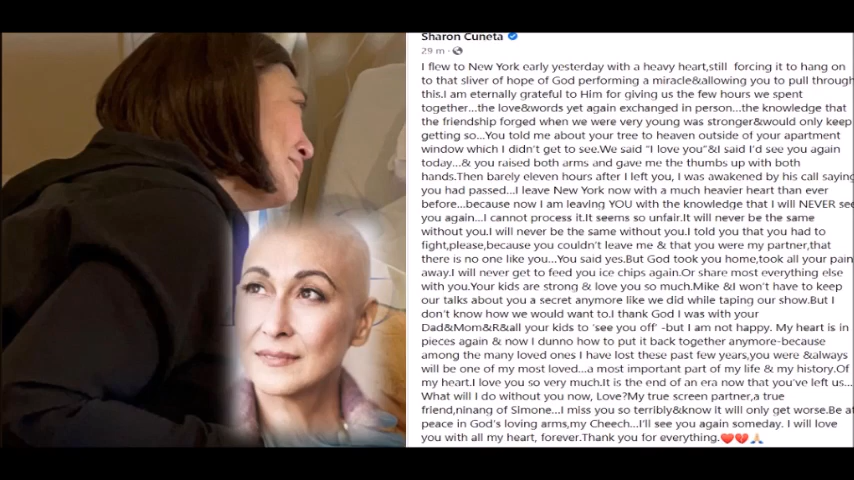 Sharon Cuneta
29 m
I flew to New York early yesterday with a heavy heart,still forcing it to hang on
to that sliver of hope of God performing a miracle&allowing you to pull through
this.I am eternally grateful to Him for giving us the few hours we spent
together...the love&words yet again exchanged in person...the knowledge that
the friendship forged when we were very young was stronger&would only keep
getting so...You told me about your tree to heaven outside of your apartment
window which I didn't get to see.We said "I love you"&I said I'd see you again
today...& you raised both arms and gave me the thumbs up with both
hands.Then barely eleven hours after I left you, I was awakened by his call saying
you had passed...I leave New York now with a much heavier heart than ever
before...because now I am leaving YOU with the knowledge that I will NEVER see
you again...I cannot process it.It seems so unfair.It will never be the same
without you.I will never be the same without you.I told you that you had to
fight,please,because you couldn't leave me & that you were my partner,that
there is no one like you...You said yes.But God took you home,took all your pain
away.I will never get to feed you ice chips again.Or share most everything else
with you.Your kids are strong & love you so much.Mike &I won't have to keep
our talks about you a secret anymore like we did while taping our show.But I
don't know how we would want to.I thank God I was with your
Dad&Mom&R&all your kids to 'see you off' -but I am not happy. My heart is in
pieces again & now I dunno how to put it back together anymore-because
among the many loved ones I have lost these past few years,you were &always
will be one of my most loved...a most important part of my life & my history.Of
my heart.I love you so very much.It is the end of an era now that you've left us...
What will I do without you now, Love?My true screen partner,a true
friend,ninang of Simone...I miss you so terribly&know it will only get worse.Be at
peace in God's loving arms,my Cheech...I'll see you again someday. I will love
you with all my heart, forever.Thank you for everything.❤️💔🙏